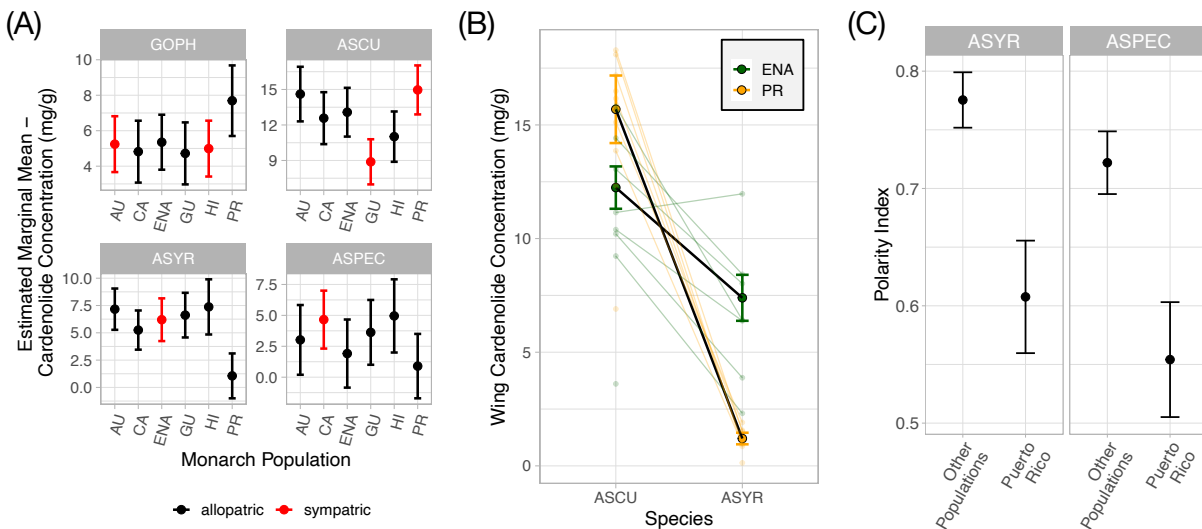 (A)
Estimated Marginal Mean –
Cardenolide Concentration (mg/g)
GOPH
10
8
6
4
AU
CA
ENA
GU
HI
PR
ASCU
15
12
9
AU
CA
ENA
GU
HI
PR
ASYR
10.0
7.5
5.0
2.5
0.0
AU
CA
ENA
GU
HI
PR
ASPEC
7.5
5.0
2.5
0.0
AU
CA
ENA
GU
HI
PR
Monarch Population
allopatric
sympatric
(B)
Wing Cardenolide Concentration (mg/g)
15
10
5
0
ENA
PR
ASCU
ASYR
Species
(C)
Polarity Index
ASYR
ASPEC
0.8
0.7
0.6
0.5
Other
Populations
Puerto
Rico
Other
Populations
Puerto
Rico